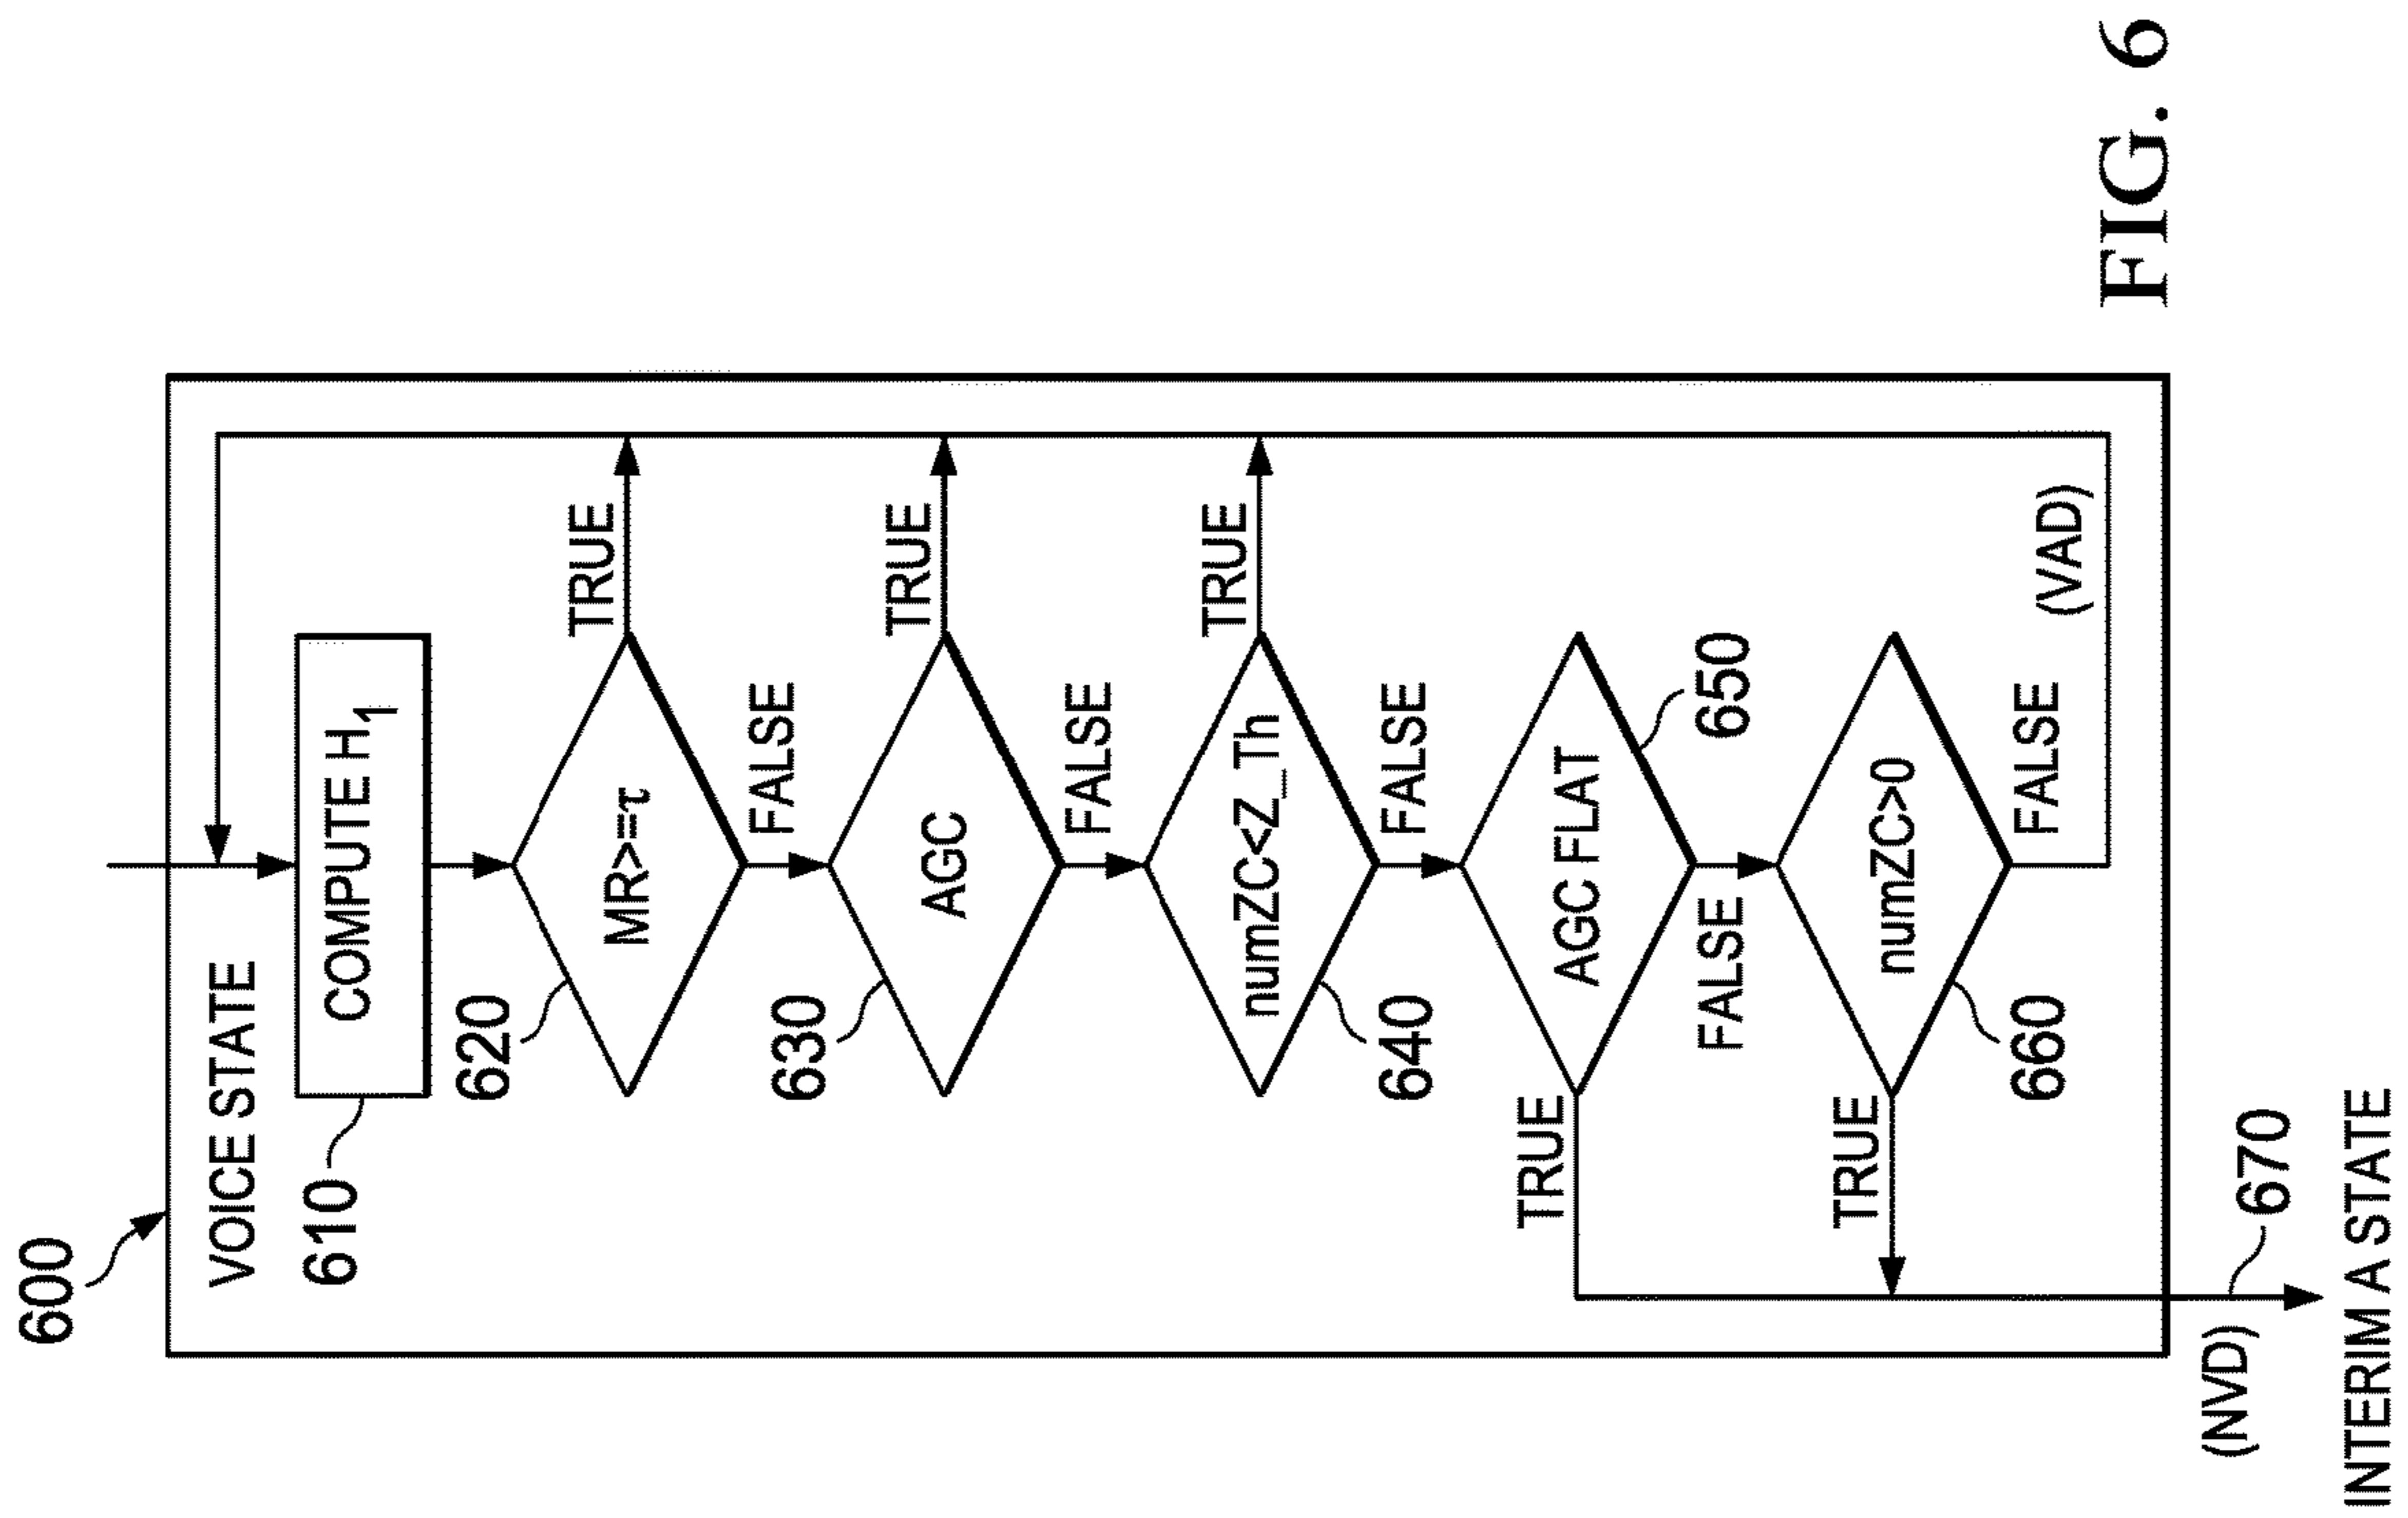 600
VOICE STATE
610
COMPUTE H1
620
MR>=τ
TRUE
FALSE
630
AGC
TRUE
FALSE
numZC<Z_Th
TRUE
640
FALSE
AGC FLAT
650
TRUE
FALSE
numZC>0
TRUE
660
FALSE
(VAD)
(NVD)
670
INTERIM A STATE
FIG. 6